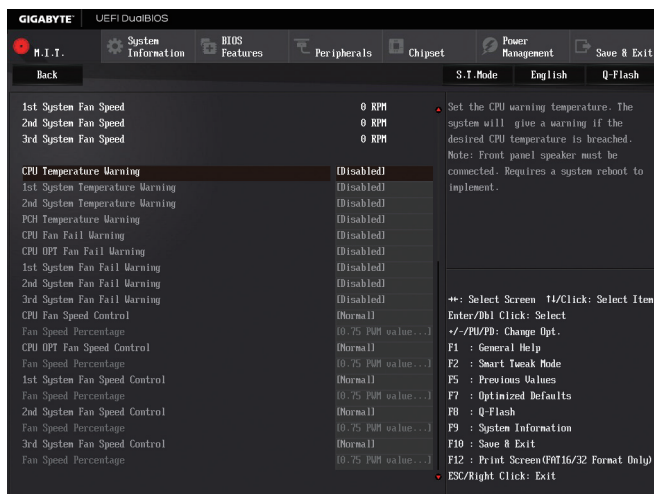 GIGABYTE™ UEFI DualBIOS
M.I.T.
System Information
BIOS Features
Peripherals
Chipset
Power Management
Save & Exit
Back
S.T.Mode English Q-Flash
1st System Fan Speed 0 RPM
2nd System Fan Speed 0 RPM
3rd System Fan Speed 0 RPM
CPU Temperature Warning [Disabled]
1st System Temperature Warning [Disabled]
2nd System Temperature Warning [Disabled]
PCH Temperature Warning [Disabled]
CPU Fan Fail Warning [Disabled]
CPU OPT Fan Fail Warning [Disabled]
1st System Fan Fail Warning [Disabled]
2nd System Fan Fail Warning [Disabled]
3rd System Fan Fail Warning [Disabled]
CPU Fan Speed Control [Normal]
Fan Speed Percentage [0.75 PWM value...]
CPU OPT Fan Speed Control [Normal]
Fan Speed Percentage [0.75 PWM value...]
1st System Fan Speed Control [Normal]
Fan Speed Percentage [0.75 PWM value...]
2nd System Fan Speed Control [Normal]
Fan Speed Percentage [0.75 PWM value...]
3rd System Fan Speed Control [Normal]
Fan Speed Percentage [0.75 PWM value...]
Set the CPU warning temperature. The
system will give a warning if the
desired CPU temperature is breached.
Note: Front panel speaker must be
connected. Requires a system reboot to
implement.
→←: Select Screen ↑↓/Click: Select Item
Enter/Dbl Click: Select
+/-/PU/PD: Change Opt.
F1 : General Help
F2 : Smart Tweak Mode
F5 : Previous Values
F7 : Optimized Defaults
F8 : Q-Flash
F9 : System Information
F10 : Save & Exit
F12 : Print Screen(FAT16/32 Format Only)
ESC/Right Click: Exit